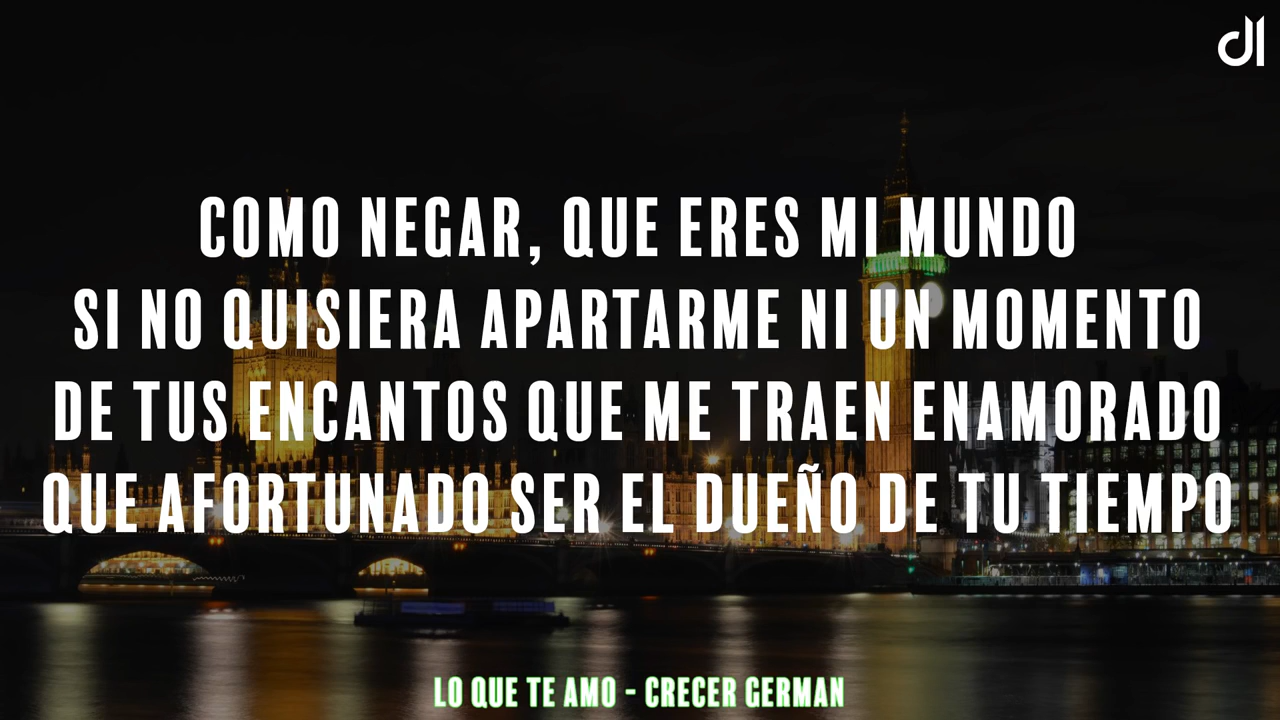 dl
COMO NEGAR, QUE ERES MI MUNDO
SI NO QUISIERA APARTARME NI UN MOMENTO
DE TUS ENCANTOS QUE ME TRAEN ENAMORADO
QUE AFORTUNADO SER EL DUEÑO DE TU TIEMPO
LO QUE TE AMO - CRECER GERMAN